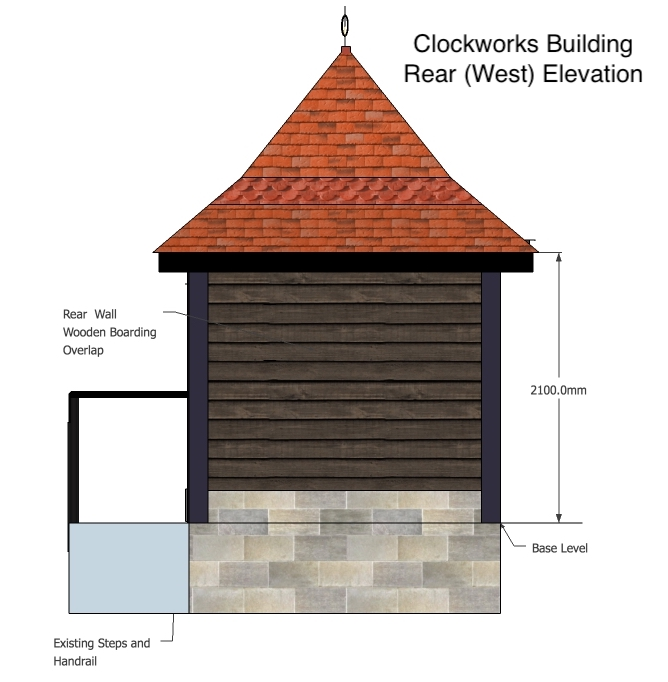 Clockworks Building
Rear (West) Elevation
Rear Wall
Wooden Boarding
Overlap
2100.0mm
Base Level
Existing Steps and
Handrail